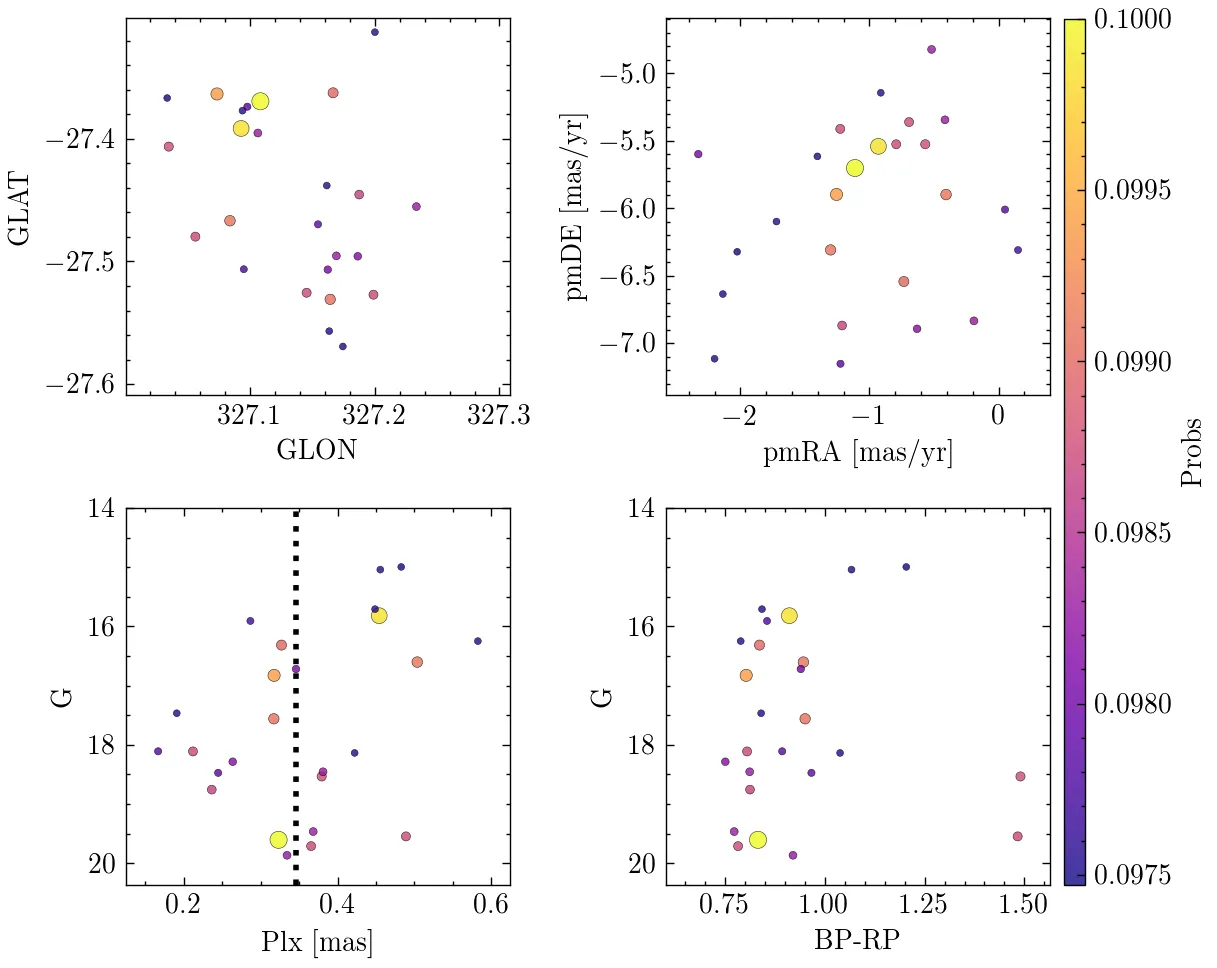 −27.4
−27.5
−27.6
GLAT
327.1 327.2 327.3
GLON
−5.0
−5.5
−6.0
−6.5
−7.0
pmDE [mas/yr]
−2 −1 0
pmRA [mas/yr]
0.1000
0.0995
0.0990
0.0985
0.0980
0.0975
Probs
14
16
18
20
G
0.2 0.4 0.6
Plx [mas]
14
16
18
20
G
0.75 1.00 1.25 1.50
BP-RP